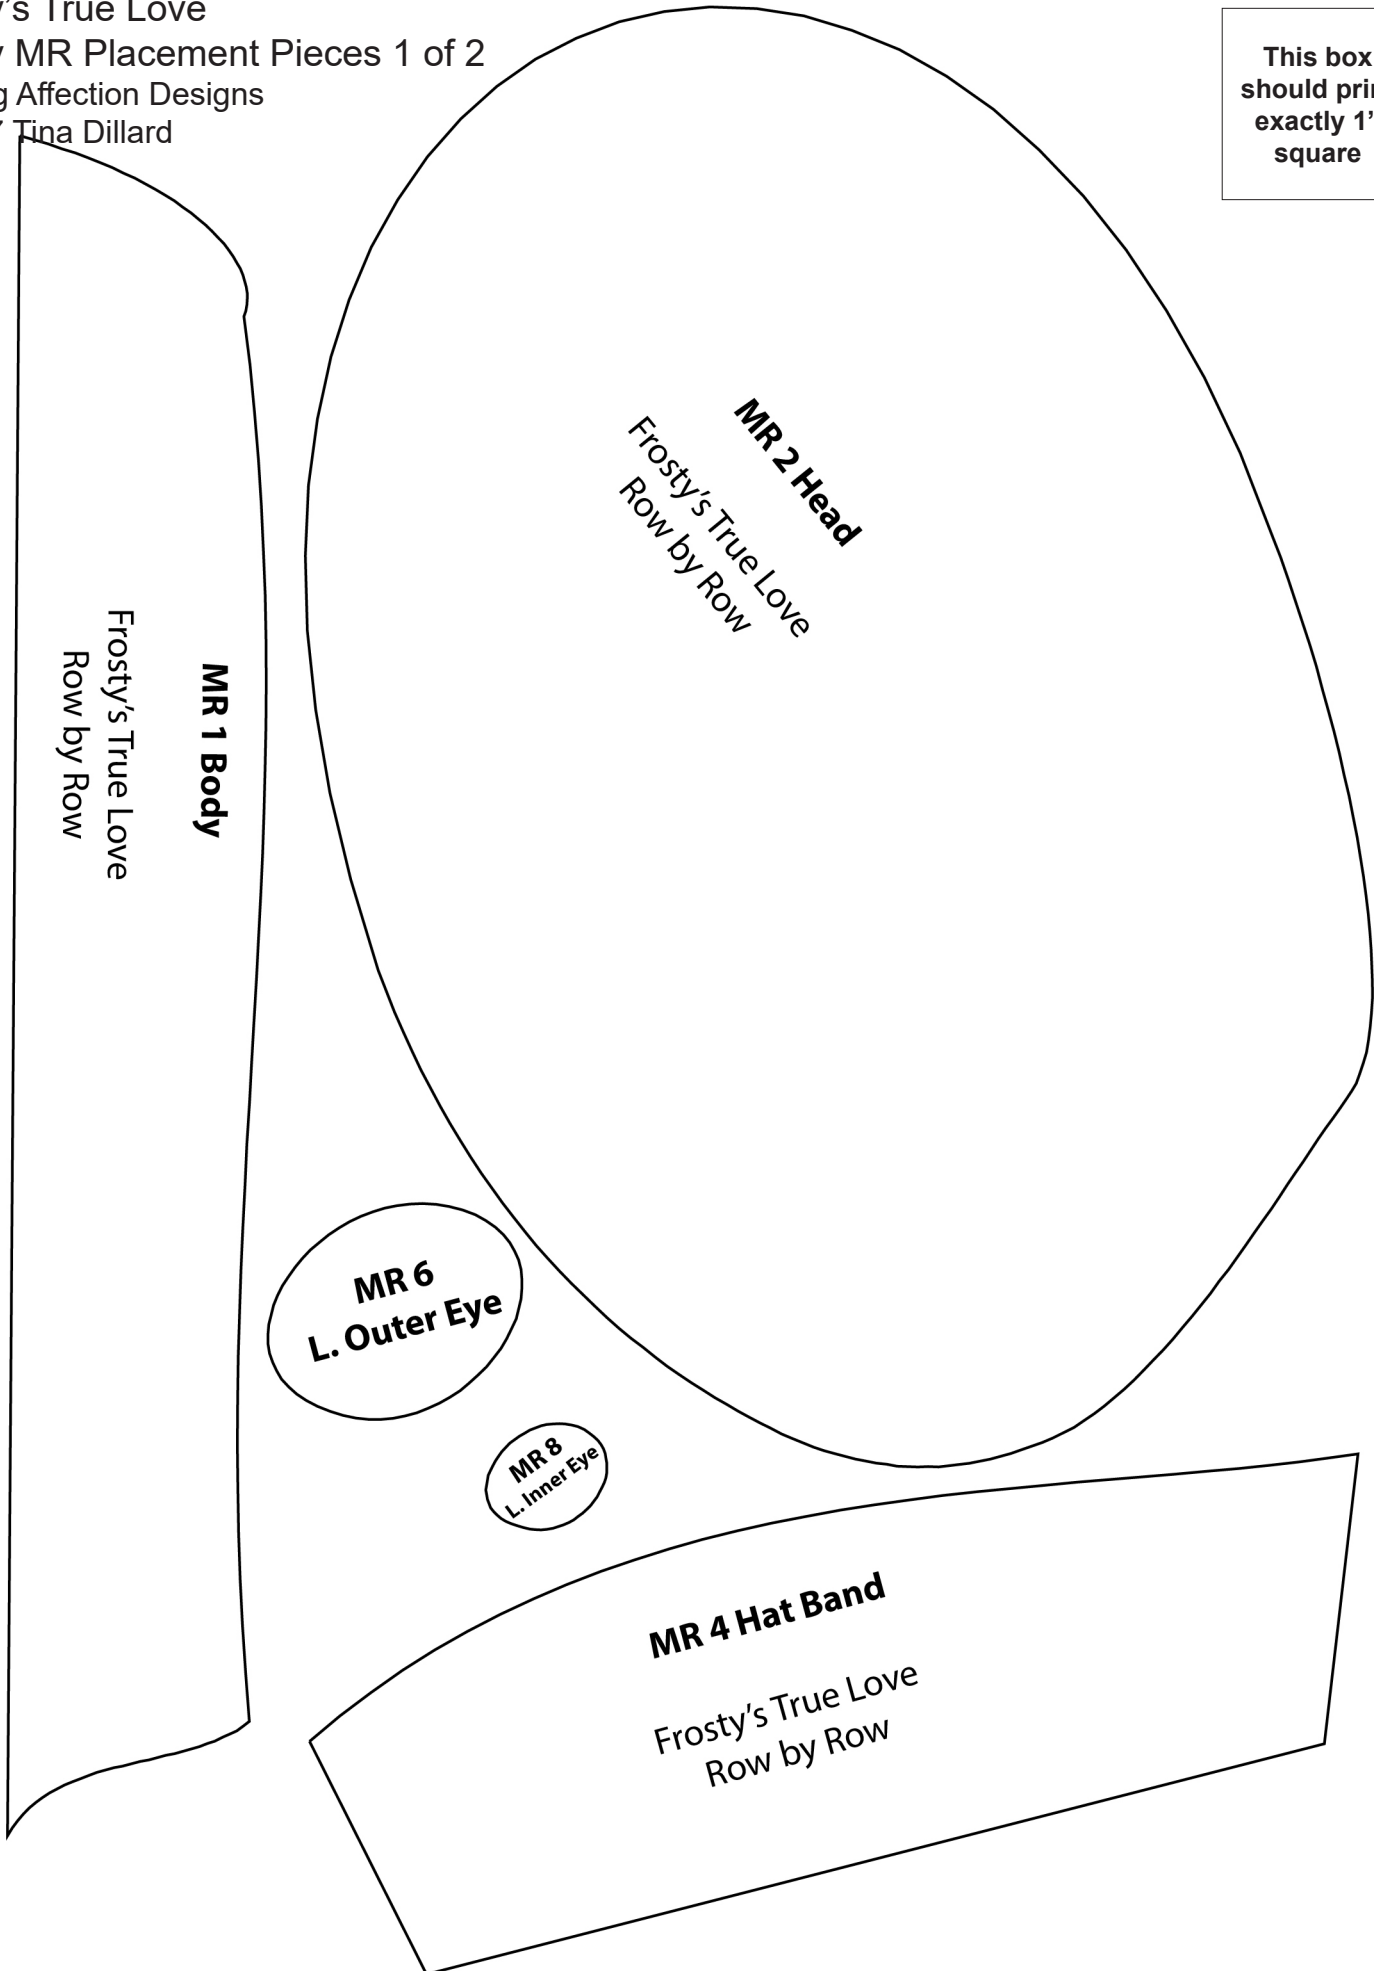 y's True Love
y MR Placement Pieces 1 of 2
g Affection Designs
7 Tina Dillard
This box
should prin
exactly 1"
square
MR 2 Head
Frosty's True Love
Row by Row
MR 1 Body
Frosty's True Love
Row by Row
MR 6
L. Outer Eye
MR 8
L. Inner Eye
MR 4 Hat Band
Frosty's True Love
Row by Row